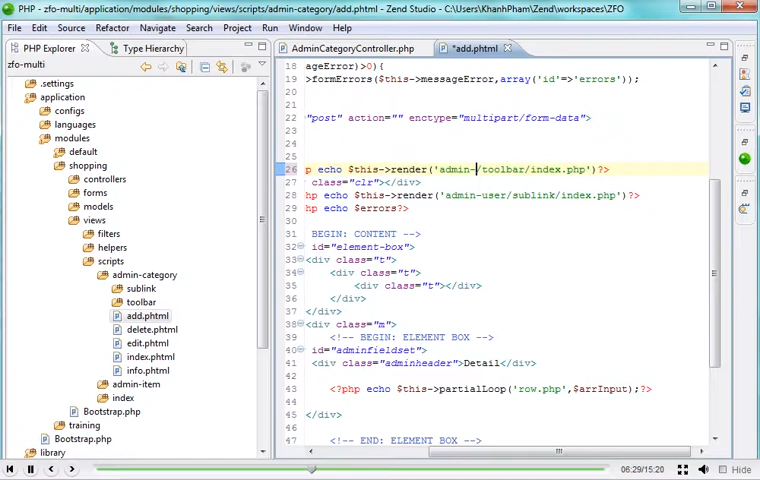 PHP - zfo-multi/application/modules/shopping/views/scripts/admin-category/add.phtml - Zend Studio - C:\Users\KhanhPham\Zend\workspaces\ZFO
File Edit Source Refactor Navigate Search Project Run Window Help
PHP Explorer Type Hierarchy
zfo-multi
.settings
application
configs
languages
modules
default
shopping
controllers
forms
models
views
filters
helpers
scripts
admin-category
sublink
toolbar
add.phtml
delete.phtml
edit.phtml
index.phtml
info.phtml
admin-item
index
Bootstrap.php
training
Bootstrap.php
library
AdminCategoryController.php *add.phtml
18 ageError)>0){
19 >formErrors($this->messageError,array('id'=>'errors'));
20
21
22 "post" action="" enctype="multipart/form-data">
23
24
25
26 p echo $this->render('admin-/toolbar/index.php')?>
27 class="clr"></div>
28 hp echo $this->render('admin-user/sublink/index.php')?>
29 hp echo $errors?>
30
31 BEGIN: CONTENT -->
32 id="element-box">
33 <div class="t">
34 <div class="t">
35 <div class="t"></div>
36 </div>
37 </div>
38 <div class="m">
39 <!-- BEGIN: ELEMENT BOX -->
40 id="adminfieldset">
41 <div class="adminheader">Detail</div>
42
43 <?php echo $this->partialLoop('row.php',$arrInput);?>
44
45 </div>
46
47 <!-- END: ELEMENT BOX -->
06:29/15:20 Hide